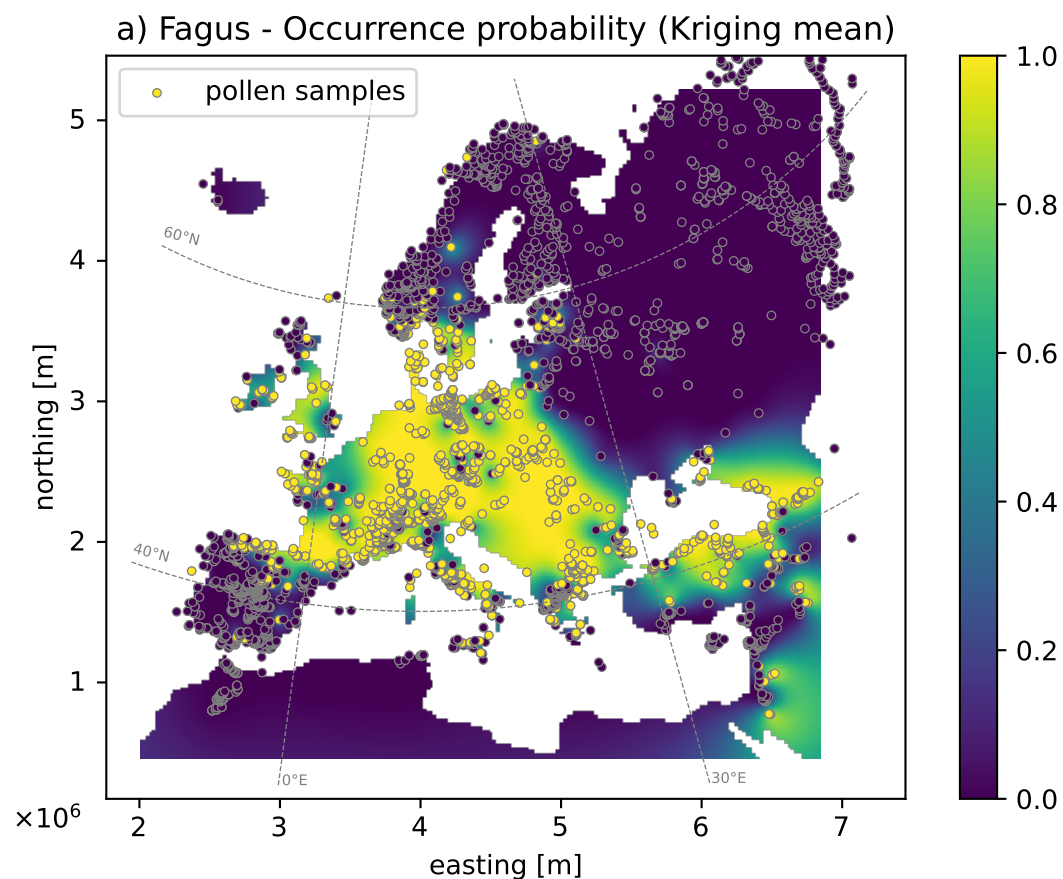 a) Fagus - Occurrence probability (Kriging mean)
pollen samples
60°N
40°N
0°E
30°E
5
4
3
2
1
northing [m]
×10⁶
2 3 4 5 6 7
easting [m]
1.0
0.8
0.6
0.4
0.2
0.0